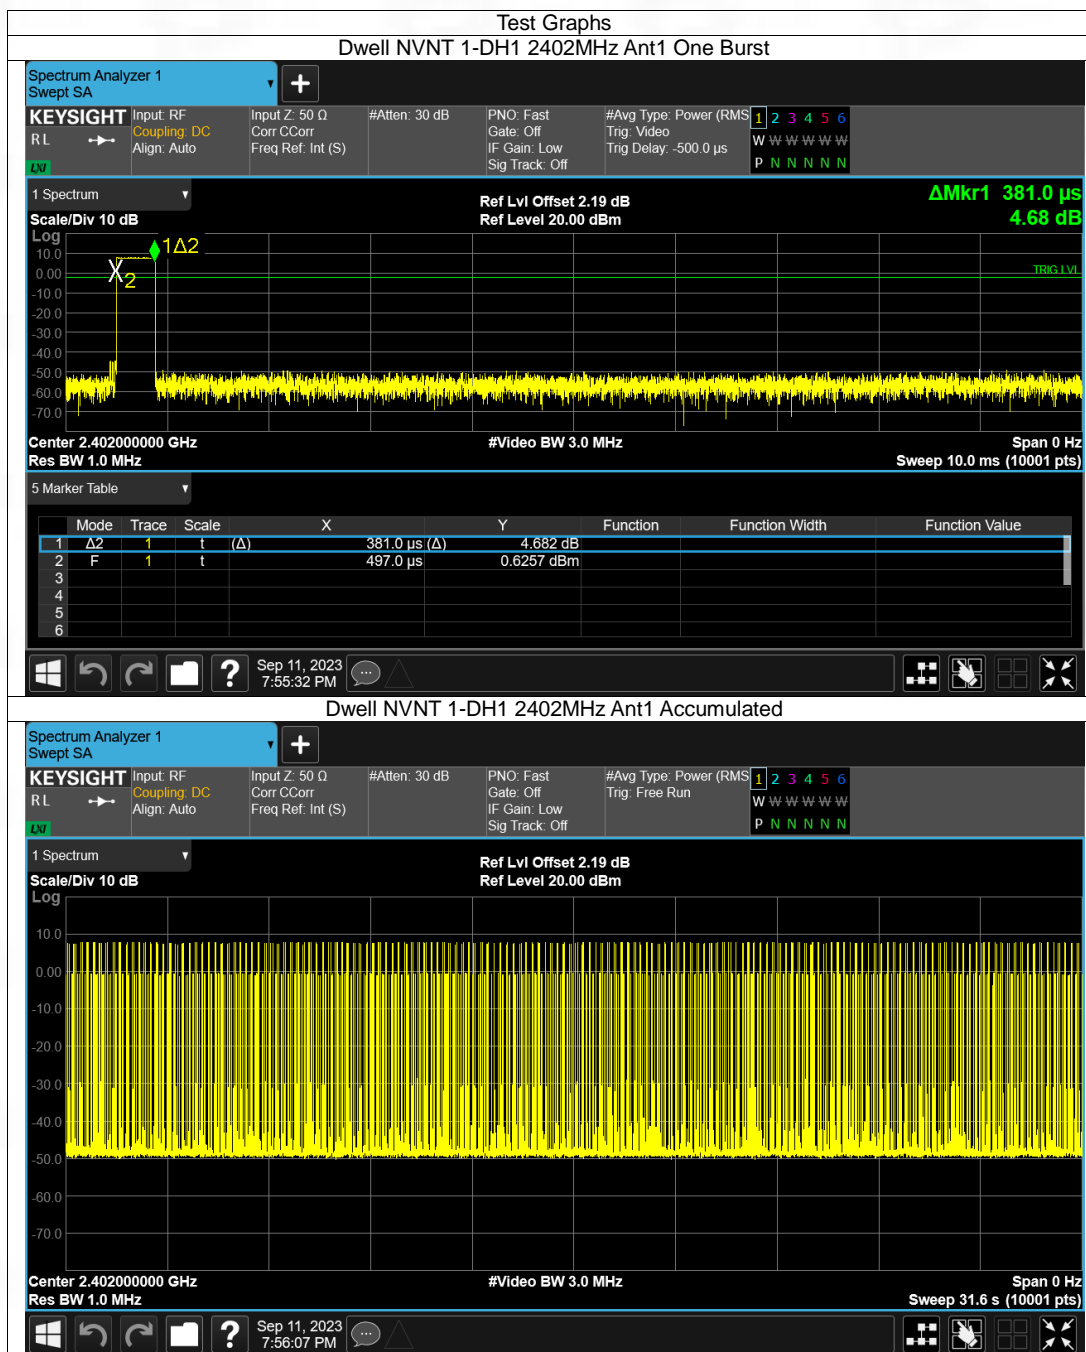 Test Graphs
Dwell NVNT 1-DH1 2402MHz Ant1 One Burst
Spectrum Analyzer 1
Swept SA
KEYSIGHT Input: RF Input Z: 50 Ω #Atten: 30 dB PNO: Fast #Avg Type: Power (RMS 1 2 3 4 5 6
RL Coupling: DC Corr CCorr Gate: Off Trig: Video W W W W W W
Align: Auto Freq Ref: Int (S) IF Gain: Low Trig Delay: -500.0 µs
LXI Sig Track: Off P N N N N N
1 Spectrum Ref Lvl Offset 2.19 dB ΔMkr1 381.0 µs
Scale/Div 10 dB Ref Level 20.00 dBm 4.68 dB
Log
1Δ2
10.0
0.00 TRIG LVL
X2
-10.0
-20.0
-30.0
-40.0
-50.0
-60.0
-70.0
Center 2.402000000 GHz #Video BW 3.0 MHz Span 0 Hz
Res BW 1.0 MHz Sweep 10.0 ms (10001 pts)
5 Marker Table
Mode Trace Scale X Y Function Function Width Function Value
1 Δ2 1 t (Δ) 381.0 µs (Δ) 4.682 dB
2 F 1 t 497.0 µs 0.6257 dBm
3
4
5
6
? Sep 11, 2023
7:55:32 PM
Dwell NVNT 1-DH1 2402MHz Ant1 Accumulated
Spectrum Analyzer 1
Swept SA
KEYSIGHT Input: RF Input Z: 50 Ω #Atten: 30 dB PNO: Fast #Avg Type: Power (RMS 1 2 3 4 5 6
RL Coupling: DC Corr CCorr Gate: Off Trig: Free Run W W W W W W
Align: Auto Freq Ref: Int (S) IF Gain: Low
LXI Sig Track: Off P N N N N N
1 Spectrum Ref Lvl Offset 2.19 dB
Scale/Div 10 dB Ref Level 20.00 dBm
Log
10.0
0.00
-10.0
-20.0
-30.0
-40.0
-50.0
-60.0
-70.0
Center 2.402000000 GHz #Video BW 3.0 MHz Span 0 Hz
Res BW 1.0 MHz Sweep 31.6 s (10001 pts)
? Sep 11, 2023
7:56:07 PM